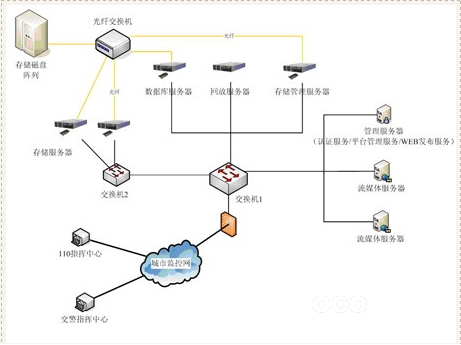 光纤交换机
光纤
存储磁盘
阵列
光纤
数据库服务器
回放服务器
存储管理服务器
存储服务器
管理服务器
（认证服务/平台管理服务/WEB发布服务）
交换机2
交换机1
流媒体服务器
流媒体服务器
110指挥中心
城市监控网
交警指挥中心